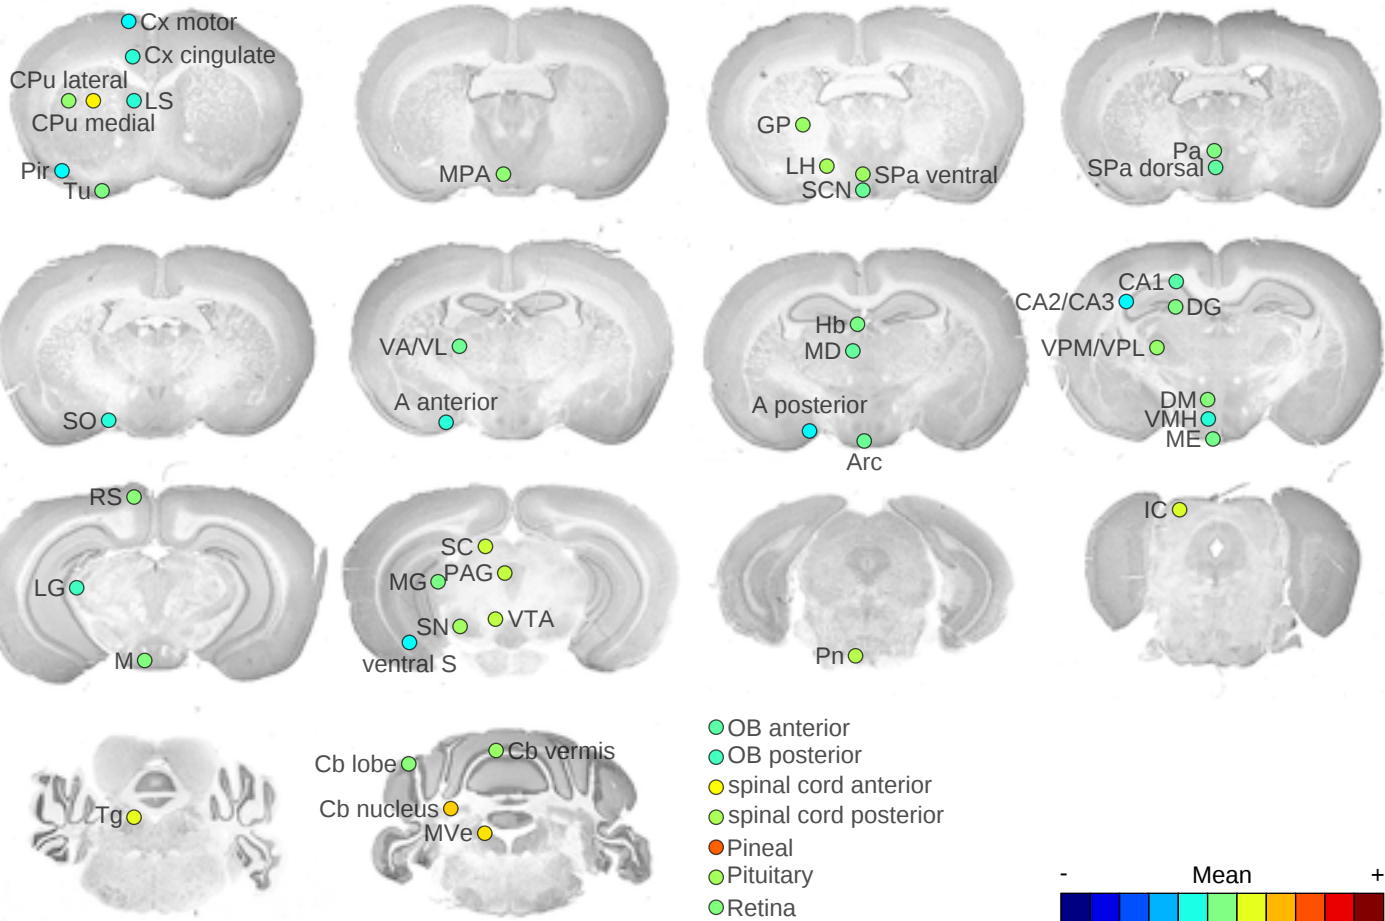 Cx motor
Cx cingulate
CPu lateral
LS
CPu medial
Pir
Tu
MPA
GP
LH
SPa ventral
SCN
Pa
SPa dorsal
SO
VA/VL
A anterior
Hb
MD
A posterior
Arc
CA1
CA2/CA3
DG
VPM/VPL
DM
VMH
ME
RS
LG
M
SC
PAG
MG
VTA
SN
ventral S
Pn
IC
Tg
Cb vermis
Cb lobe
Cb nucleus
MVe
OB anterior
OB posterior
spinal cord anterior
spinal cord posterior
Pineal
Pituitary
Retina
- Mean +